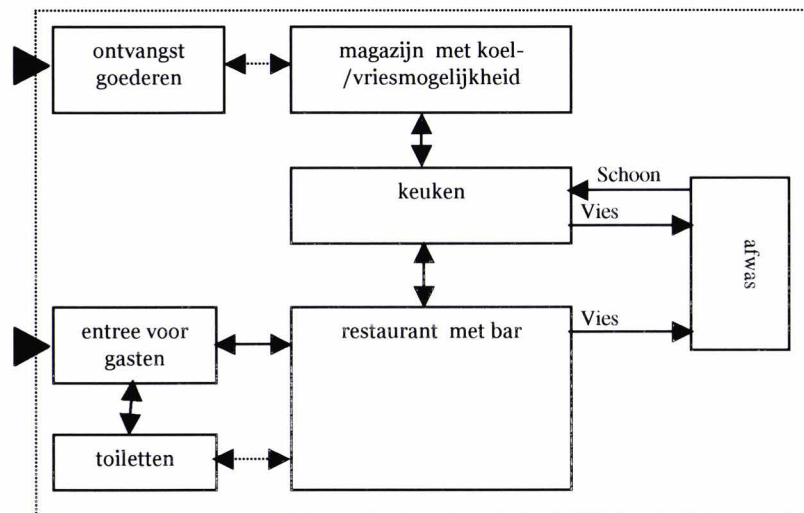 ontvangst
goederen
magazijn met koel-
/vriesmogelijkheid
keuken
Schoon
Vies
afwas
entree voor
gasten
restaurant met bar
Vies
toiletten